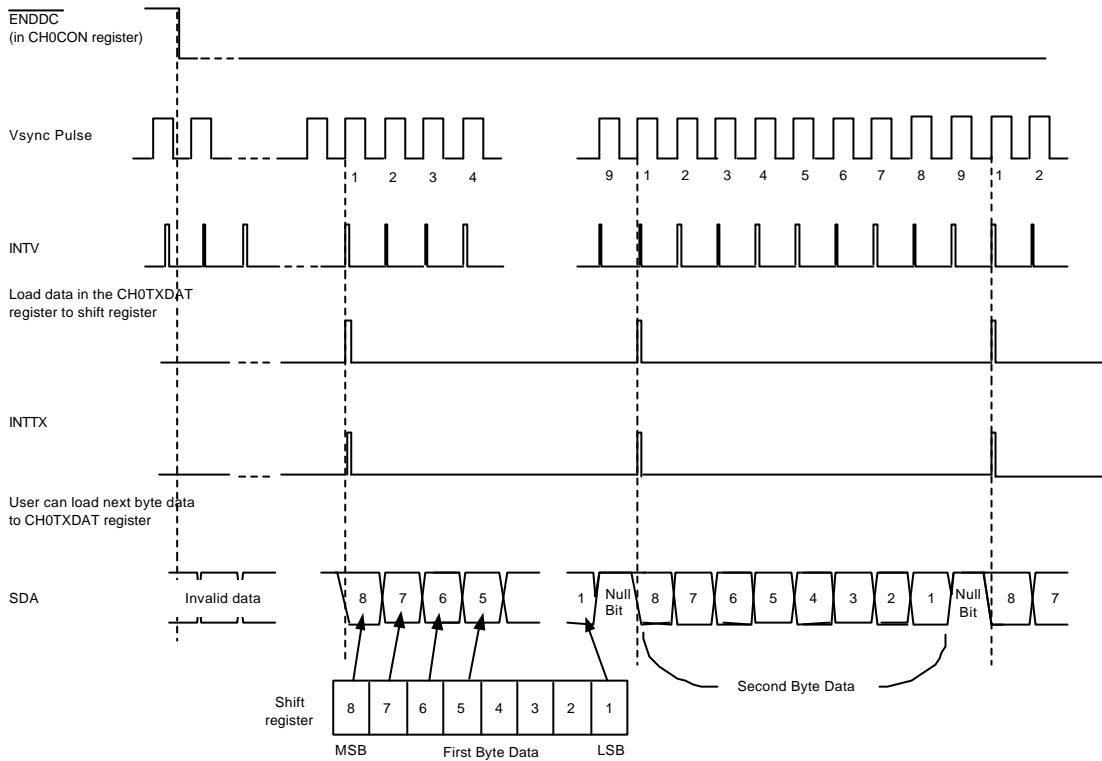 ENDDC
(in CH0CON register)
Vsync Pulse
1 2 3 4 9 1 2 3 4 5 6 7 8 9 1 2
INTV
Load data in the CH0TXDAT
register to shift register
INTTX
User can load next byte data
to CH0TXDAT register
SDA
Invalid data
8 7 6 5 1 Null Bit 8 7 6 5 4 3 2 1 Null Bit 8 7
Second Byte Data
Shift
register
8 7 6 5 4 3 2 1
MSB First Byte Data LSB